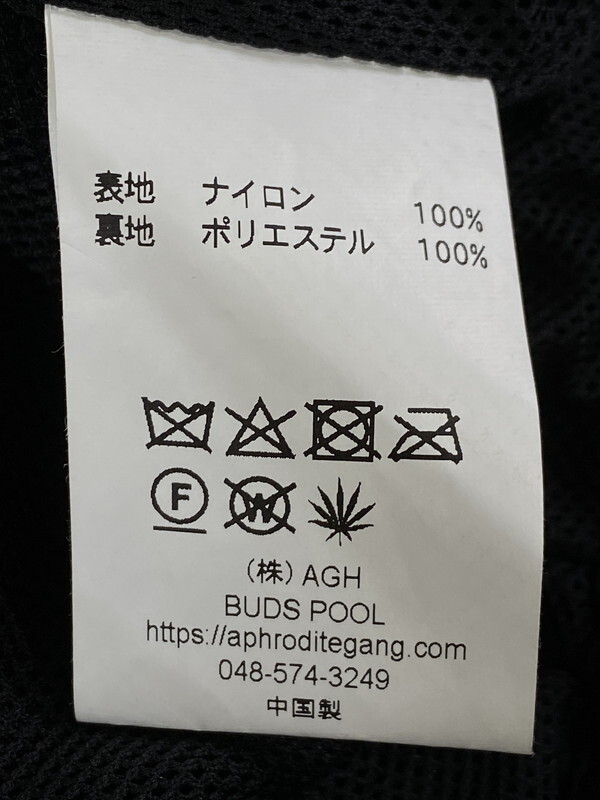 表地 ナイロン 100%
裏地 ポリエステル 100%
F W
(株) AGH
BUDS POOL
https://aphroditegang.com
048-574-3249
中国製